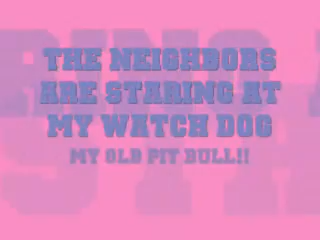 THE NEIGHBORS
ARE STARING AT
MY WATCH DOG
MY OLD PIT BULL!!